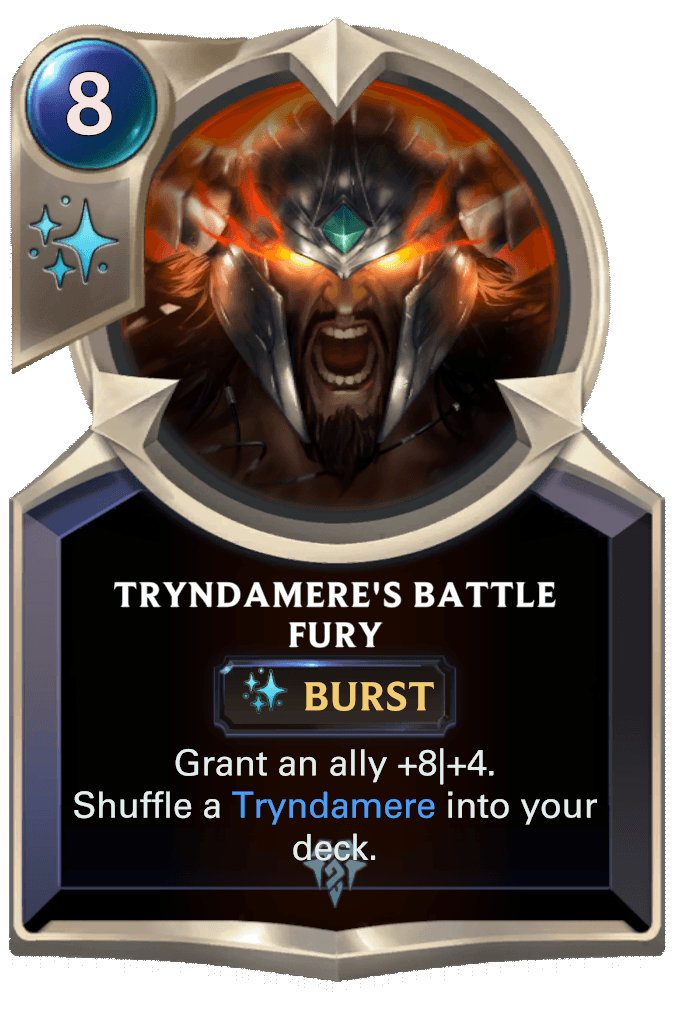 8
TRYNDAMERE'S BATTLE
FURY
BURST
Grant an ally +8|+4.
Shuffle a Tryndamere into your
deck.